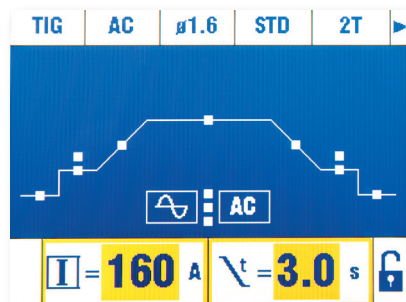 TIG AC ø1.6 STD 2T
AC
I = 160 A t = 3.0 s